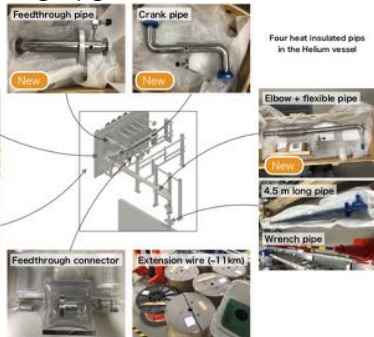 Feedthrough pipe
Crank pipe
Four heat insulated pips
in the Helium vessel
New
New
Elbow + flexible pipe
New
4.5 m long pipe
Wrench pipe
Feedthrough connector
Extension wire (~11km)